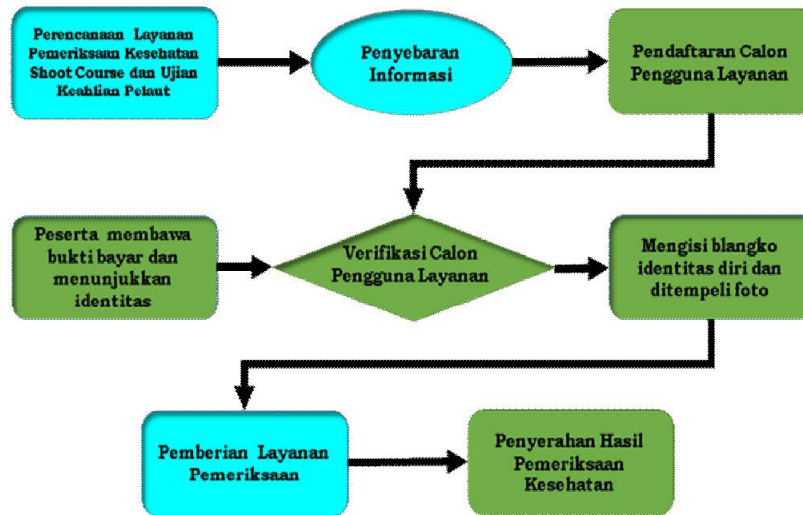 Perencanaan Layanan
Pemeriksaan Kesehatan
Shoot Course dan Ujian
Keahlian Pelaut
Penyebaran
Informasi
Pendaftaran Calon
Pengguna Layanan
Peserta membawa
bukti bayar dan
menunjukkan
identitas
Verifikasi Calon
Pengguna Layanan
Mengisi blangko
identitas diri dan
ditempeli foto
Pemberian Layanan
Pemeriksaan
Penyerahan Hasil
Pemeriksaan
Kesehatan